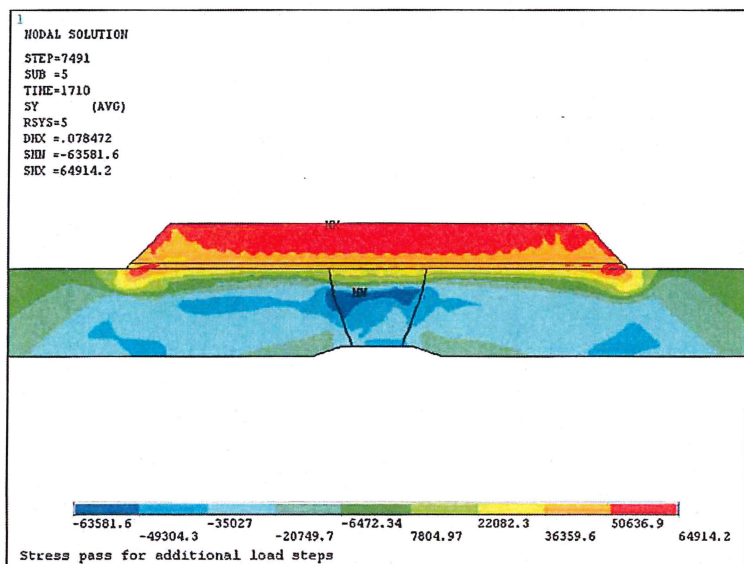 1
NODAL SOLUTION
STEP=7491
SUB =5
TIME=1710
SY (AVG)
RSYS=5
DMX =.078472
SMN =-63581.6
SMX =64914.2
MX
MN
-63581.6 -35027 -6472.34 22082.3 50636.9
-49304.3 -20749.7 7804.97 36359.6 64914.2
Stress pass for additional load steps